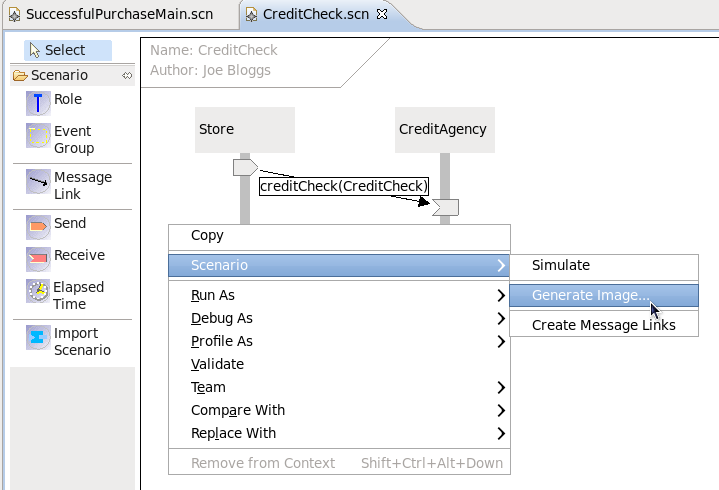 SuccessfulPurchaseMain.scn
CreditCheck.scn
Select
Scenario
Role
Event
Group
Message
Link
Send
Receive
Elapsed
Time
Import
Scenario
Name: CreditCheck
Author: Joe Bloggs
Store
CreditAgency
creditCheck(CreditCheck)
Copy
Scenario
Run As
Debug As
Profile As
Validate
Team
Compare With
Replace With
Remove from Context Shift+Ctrl+Alt+Down
Simulate
Generate Image...
Create Message Links